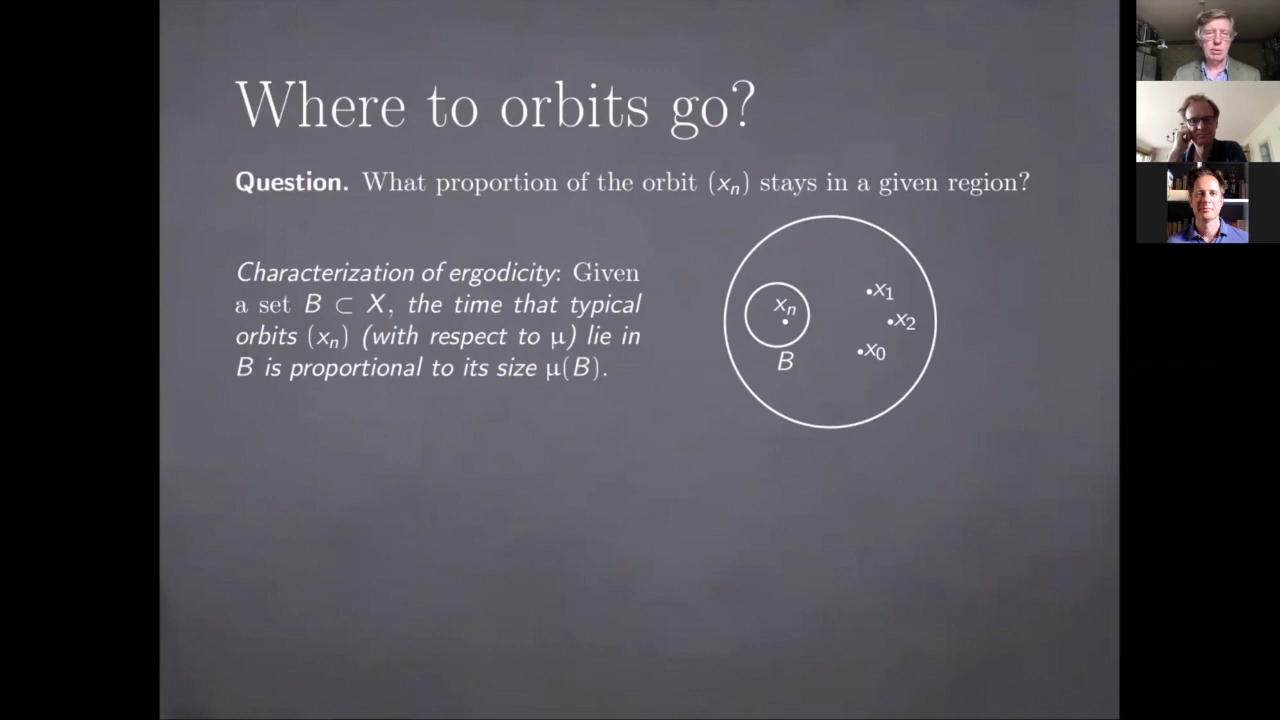 Where to orbits go?
Question. What proportion of the orbit (xₙ) stays in a given region?
Characterization of ergodicity: Given
a set B ⊂ X, the time that typical
orbits (xₙ) (with respect to μ) lie in
B is proportional to its size μ(B).
xₙ
B
x₁
x₂
x₀